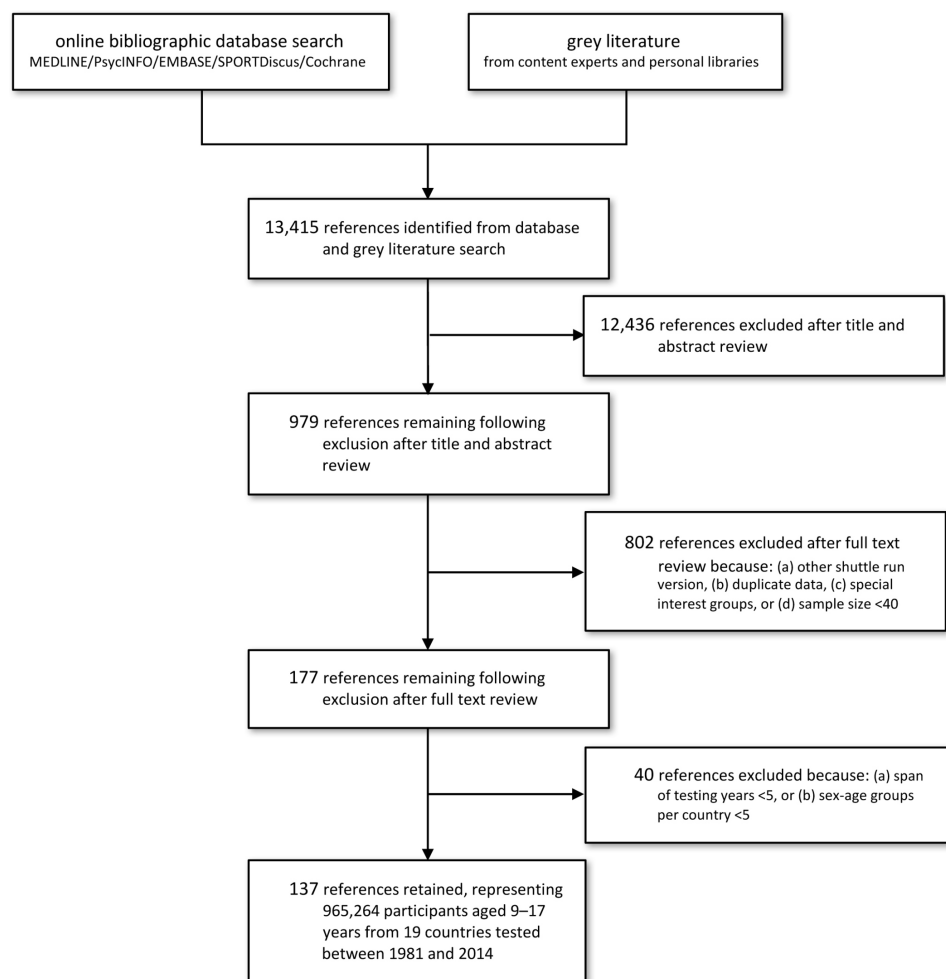 online bibliographic database search
MEDLINE/PsycINFO/EMBASE/SPORTDiscus/Cochrane
grey literature
from content experts and personal libraries
13,415 references identified from database
and grey literature search
12,436 references excluded after title and
abstract review
979 references remaining following
exclusion after title and abstract
review
802 references excluded after full text
review because: (a) other shuttle run
version, (b) duplicate data, (c) special
interest groups, or (d) sample size <40
177 references remaining following
exclusion after full text review
40 references excluded because: (a) span
of testing years <5, or (b) sex-age groups
per country <5
137 references retained, representing
965,264 participants aged 9–17
years from 19 countries tested
between 1981 and 2014